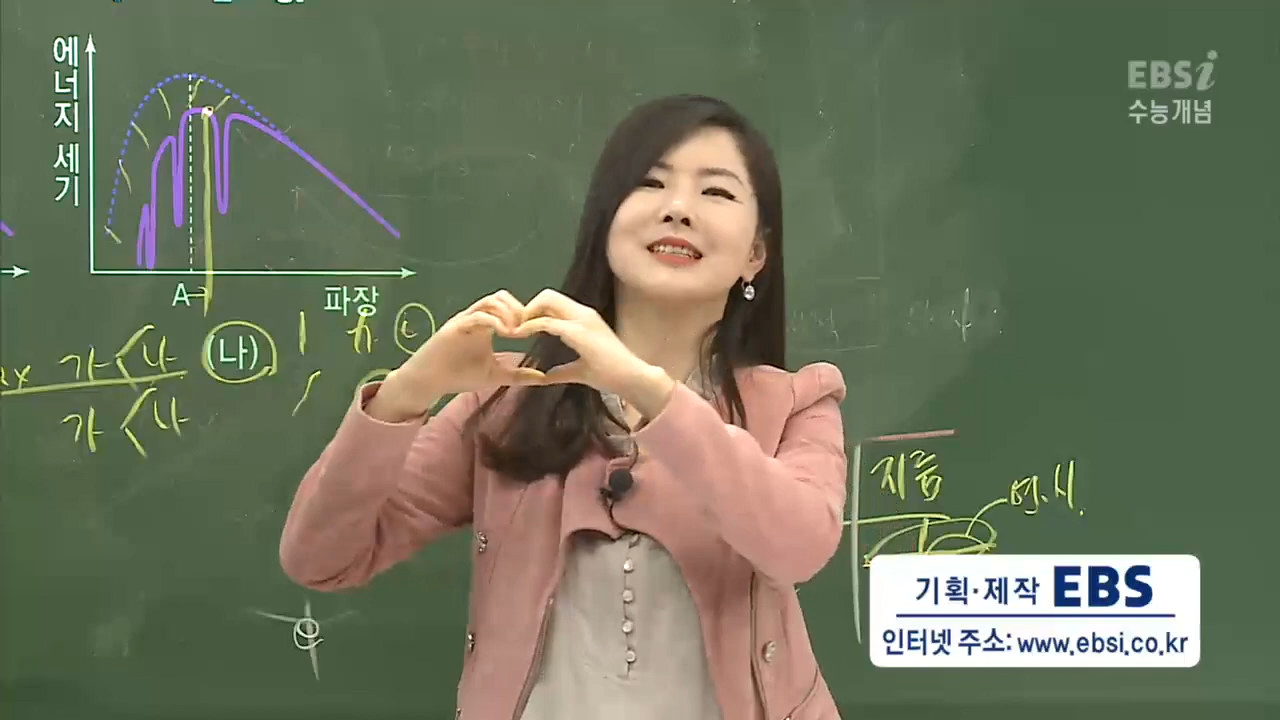 EBSi
수능개념
에너지 세기
A
파장
가 < 나
(나)
가 < 나
지름
기획·제작 EBS
인터넷 주소: www.ebsi.co.kr